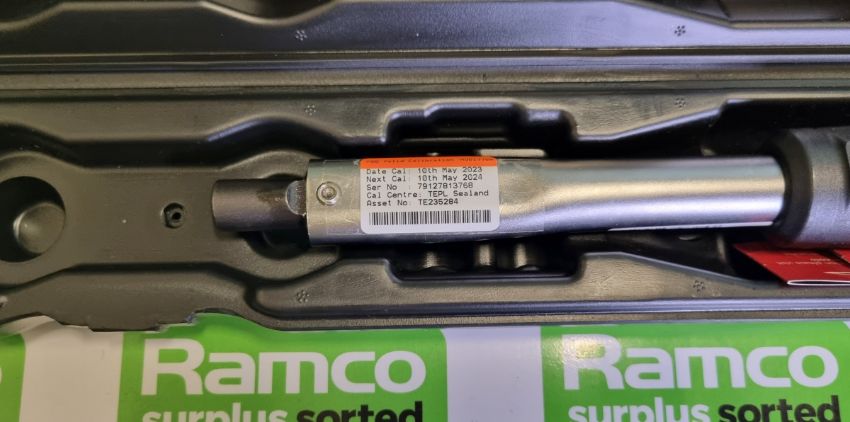 Date Cal: 10th May 2023
Next Cal: 10th May 2024
Ser No : 79127813768
Cal Centre: TEPL Sealand
Asset No: TE235284
Ramco
surplus sorted
Ramco
surplus sorted